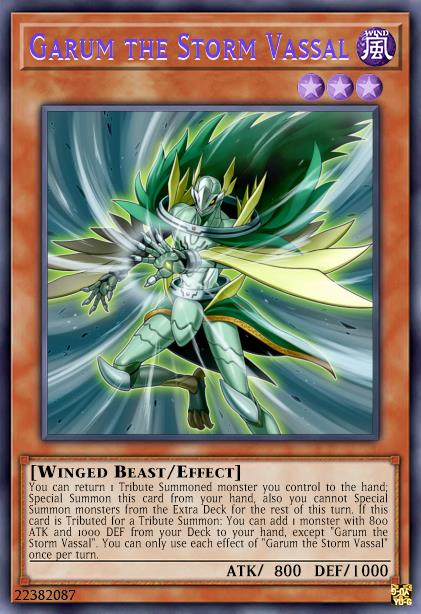 Garum the Storm Vassal
WIND
風
[Winged Beast/Effect]
You can return 1 Tribute Summoned monster you control to the hand;
Special Summon this card from your hand, also you cannot Special
Summon monsters from the Extra Deck for the rest of this turn. If this
card is Tributed for a Tribute Summon: You can add 1 monster with 800
ATK and 1000 DEF from your Deck to your hand, except "Garum the
Storm Vassal". You can only use each effect of "Garum the Storm Vassal"
once per turn.
ATK/ 800 DEF/1000
22382087